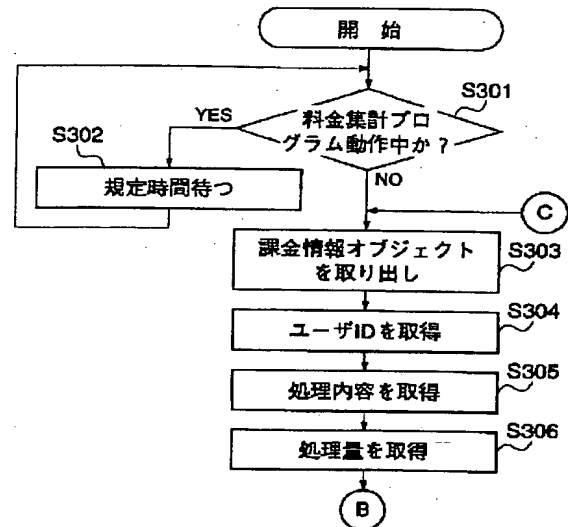 開 始
S301
料金集計プロ
グラム動作中か?
YES
S302
規定時間待つ
NO
C
課金情報オブジェクト
を取り出し
S303
S304
ユーザIDを取得
S305
処理内容を取得
S306
処理量を取得
B